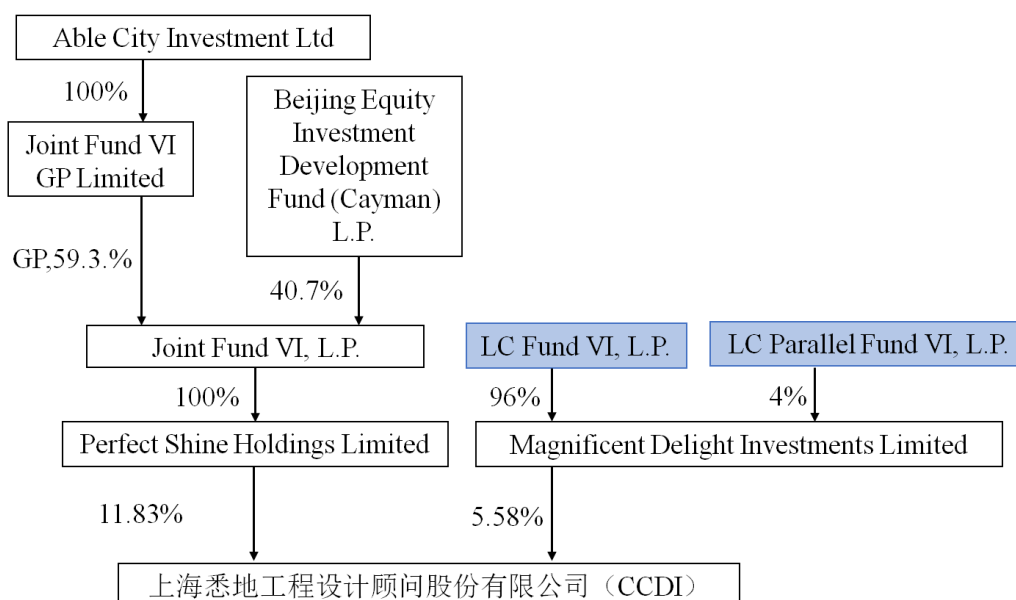 Able City Investment Ltd
100%
Beijing Equity
Investment
Development
Fund (Cayman)
L.P.
Joint Fund VI
GP Limited
GP,59.3.%
40.7%
Joint Fund VI, L.P.
LC Fund VI, L.P.
LC Parallel Fund VI, L.P.
100%
96%
4%
Perfect Shine Holdings Limited
Magnificent Delight Investments Limited
11.83%
5.58%
上海悉地工程设计顾问股份有限公司（CCDI）